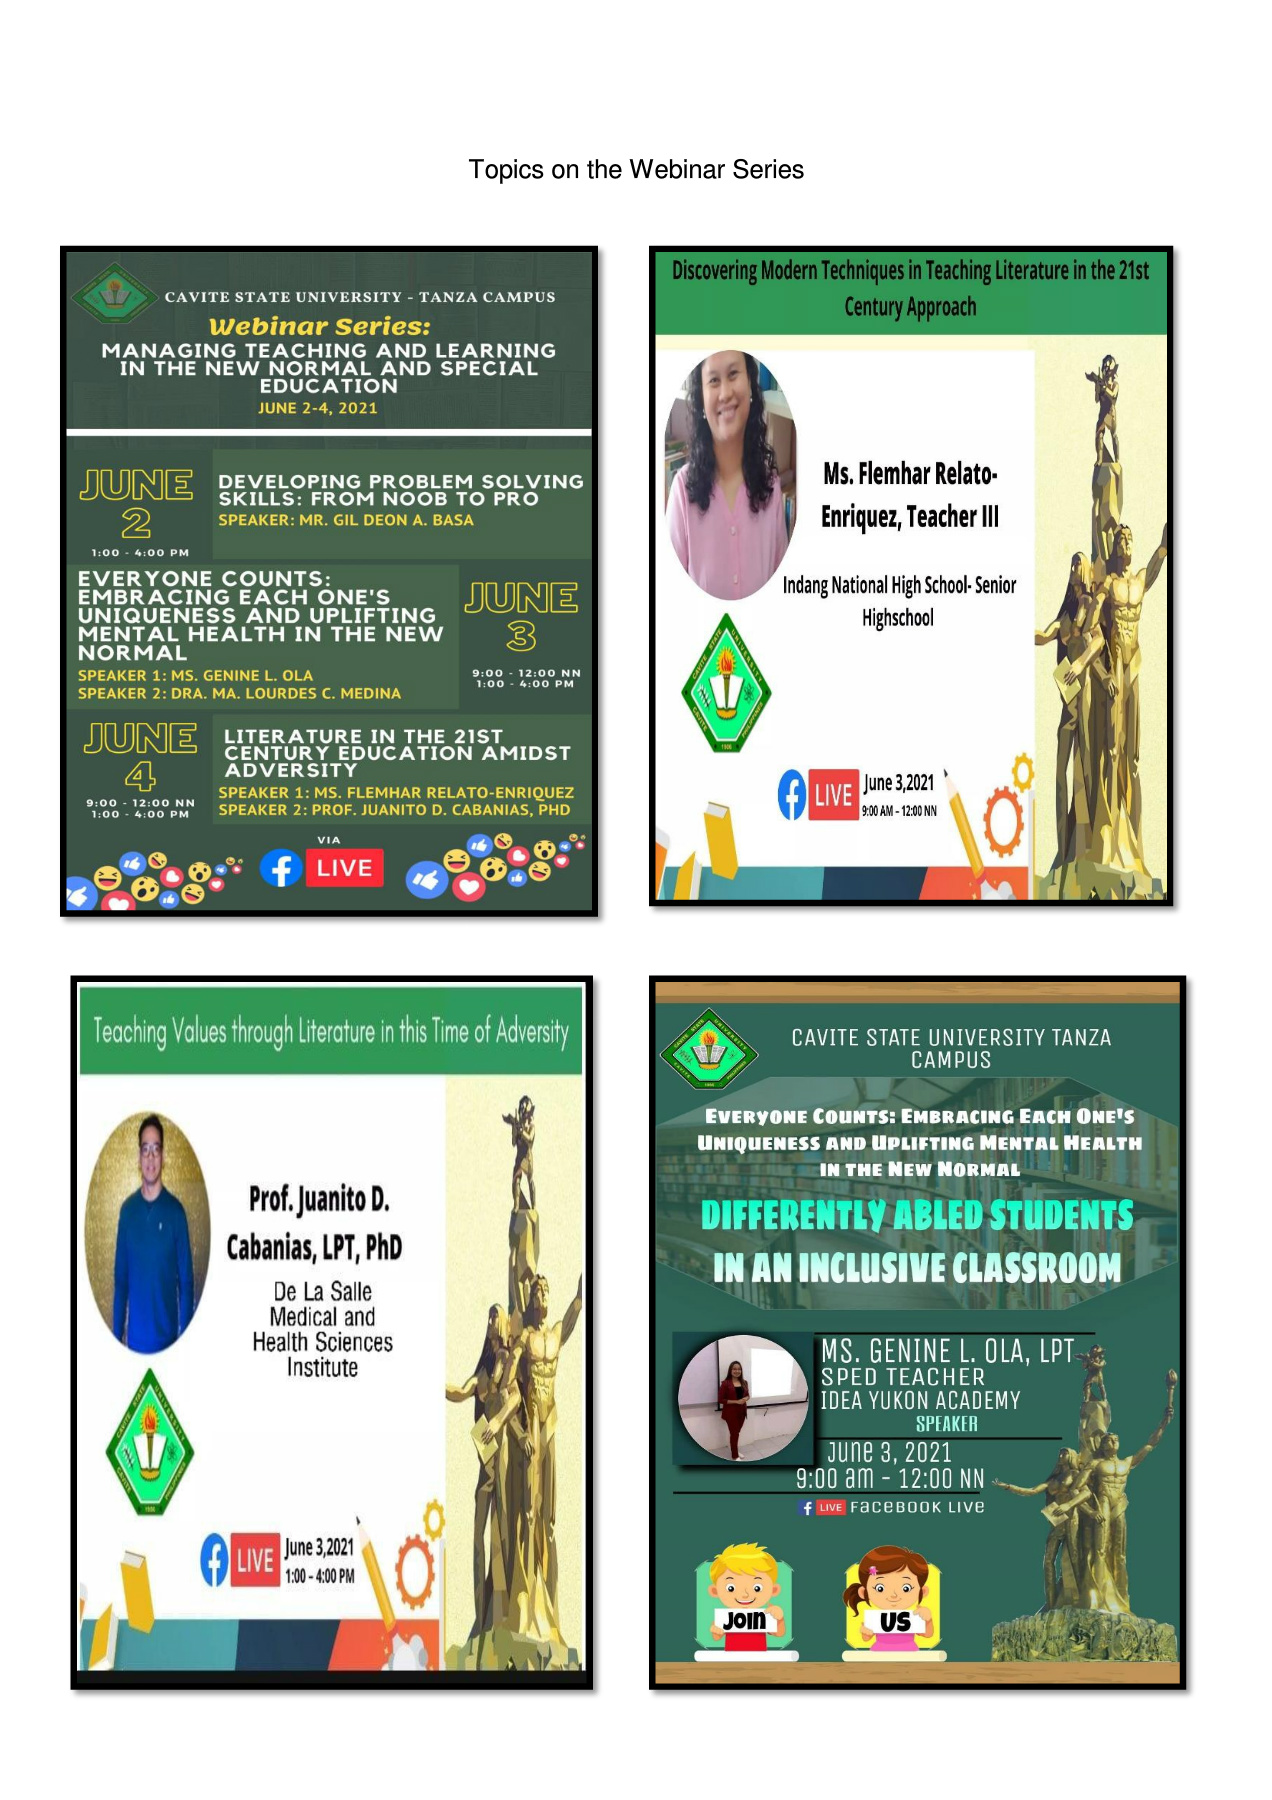 Topics on the Webinar Series
CAVITE STATE UNIVERSITY - TANZA CAMPUS
Webinar Series:
MANAGING TEACHING AND LEARNING
IN THE NEW NORMAL AND SPECIAL
EDUCATION
JUNE 2-4, 2021
JUNE
2
1:00 - 4:00 PM
DEVELOPING PROBLEM SOLVING
SKILLS: FROM NOOB TO PRO
SPEAKER: MR. GIL DEON A. BASA
EVERYONE COUNTS:
EMBRACING EACH ONE'S
UNIQUENESS AND UPLIFTING
MENTAL HEALTH IN THE NEW
NORMAL
SPEAKER 1: MS. GENINE L. OLA
SPEAKER 2: DRA. MA. LOURDES C. MEDINA
JUNE
3
9:00 - 12:00 NN
1:00 - 4:00 PM
JUNE
4
9:00 - 12:00 NN
1:00 - 4:00 PM
LITERATURE IN THE 21ST
CENTURY EDUCATION AMIDST
ADVERSITY
SPEAKER 1: MS. FLEMHAR RELATO-ENRIQUEZ
SPEAKER 2: PROF. JUANITO D. CABANIAS, PHD
VIA
LIVE
Discovering Modern Techniques in Teaching Literature in the 21st
Century Approach
Ms. Flemhar Relato-
Enriquez, Teacher III
Indang National High School- Senior
Highschool
CAVITE STATE UNIVERSITY
PHILIPPINES
1906
LIVE
June 3,2021
9:00 AM – 12:00 NN
Teaching Values through Literature in this Time of Adversity
Prof. Juanito D.
Cabanias, LPT, PhD
De La Salle
Medical and
Health Sciences
Institute
CAVITE STATE UNIVERSITY
PHILIPPINES
1906
LIVE
June 3,2021
1:00 – 4:00 PM
CAVITE STATE UNIVERSITY TANZA
CAMPUS
EVERYONE COUNTS: EMBRACING EACH ONE'S
UNIQUENESS AND UPLIFTING MENTAL HEALTH
IN THE NEW NORMAL
DIFFERENTLY ABLED STUDENTS
IN AN INCLUSIVE CLASSROOM
MS. GENINE L. OLA, LPT
SPED TEACHER
IDEA YUKON ACADEMY
SPEAKER
June 3, 2021
9:00 am - 12:00 NN
LIVE FACEBOOK LIVE
JOIN
US